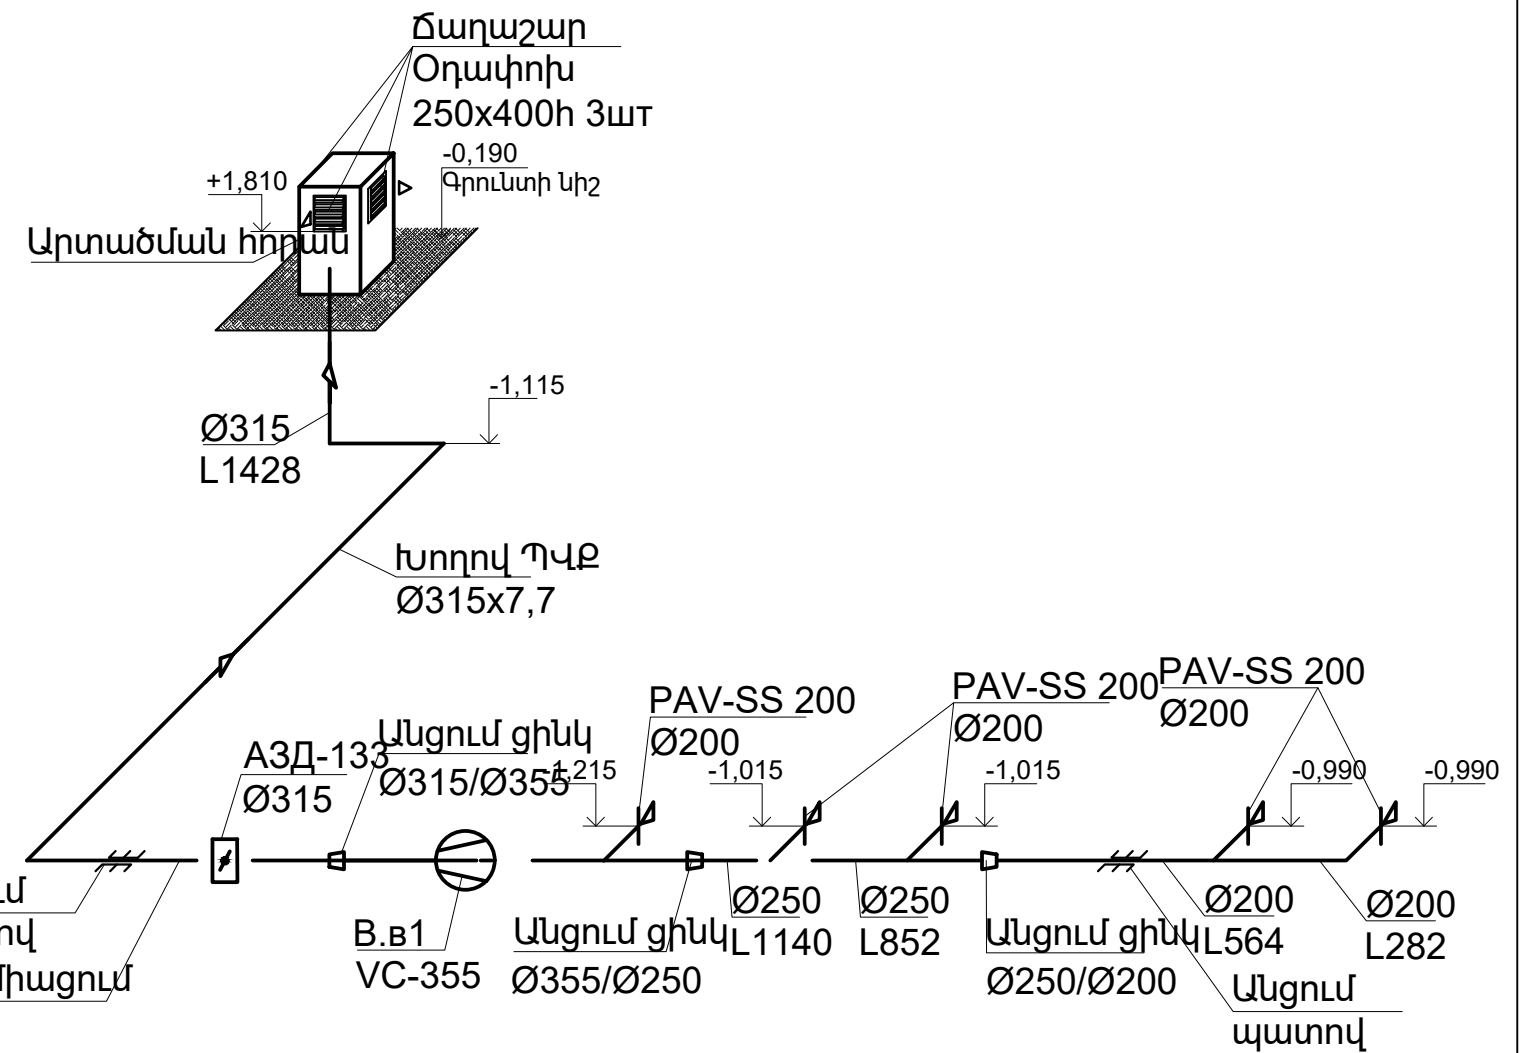 Ճաղաշար
Օդափոխ
250x400h 3шт
-0,190
Գրունտի նիշ
+1,810
Արտածման հորան
-1,115
Ø315
L1428
Խողով ՊՎՔ
Ø315x7,7
PAV-SS 200
Ø200
PAV-SS 200
Ø200
PAV-SS 200
Ø200
АЗД-133
Ø315
Անցում ցինկ
Ø315/Ø355
-1,215
-1,015
-1,015
-0,990
-0,990
ում
ով
միացում
В.в1
VC-355
Անցում ցինկ
Ø355/Ø250
Ø250
L1140
Ø250
L852
Անցում ցինկ
Ø250/Ø200
Ø200
L564
Ø200
L282
Անցում
պատով